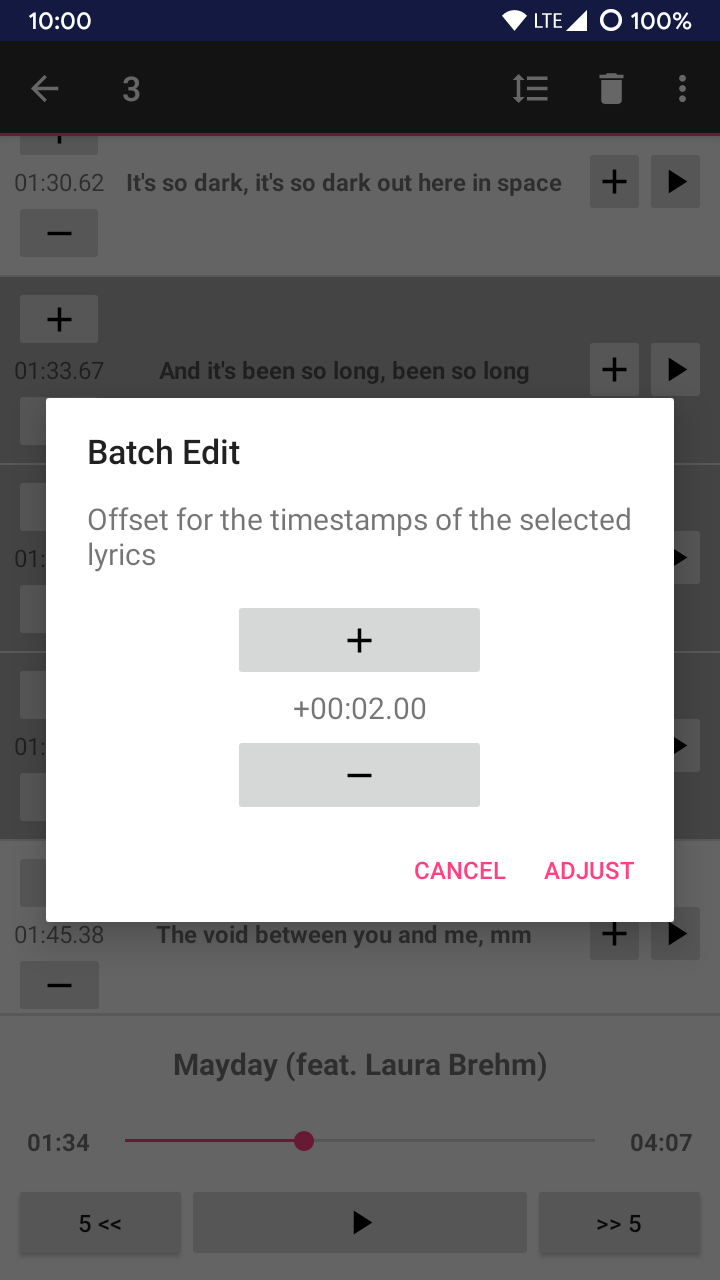 10:00 LTE 100%
3
01:30.62 It's so dark, it's so dark out here in space
01:33.67 And it's been so long, been so long
Batch Edit
Offset for the timestamps of the selected
lyrics
01:
+00:02.00
01:
CANCEL ADJUST
01:45.38 The void between you and me, mm
Mayday (feat. Laura Brehm)
01:34 04:07
5 << >> 5